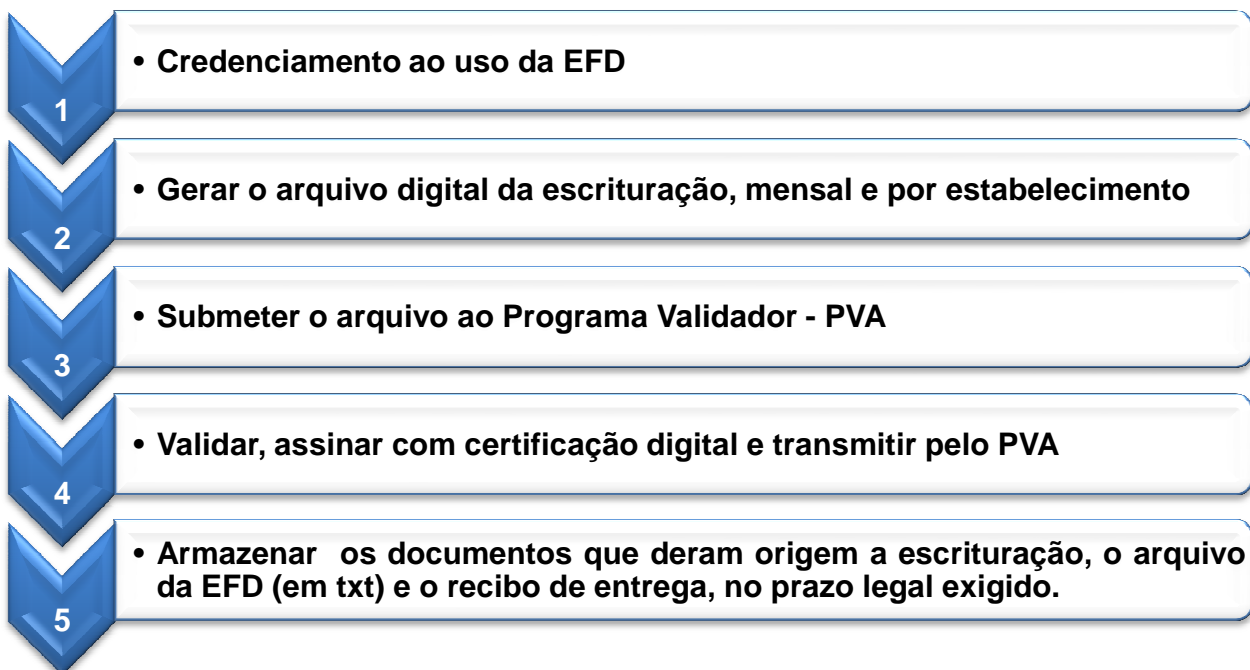 • Credenciamento ao uso da EFD
1
• Gerar o arquivo digital da escrituração, mensal e por estabelecimento
2
• Submeter o arquivo ao Programa Validador - PVA
3
• Validar, assinar com certificação digital e transmitir pelo PVA
4
• Armazenar os documentos que deram origem a escrituração, o arquivo
da EFD (em txt) e o recibo de entrega, no prazo legal exigido.
5